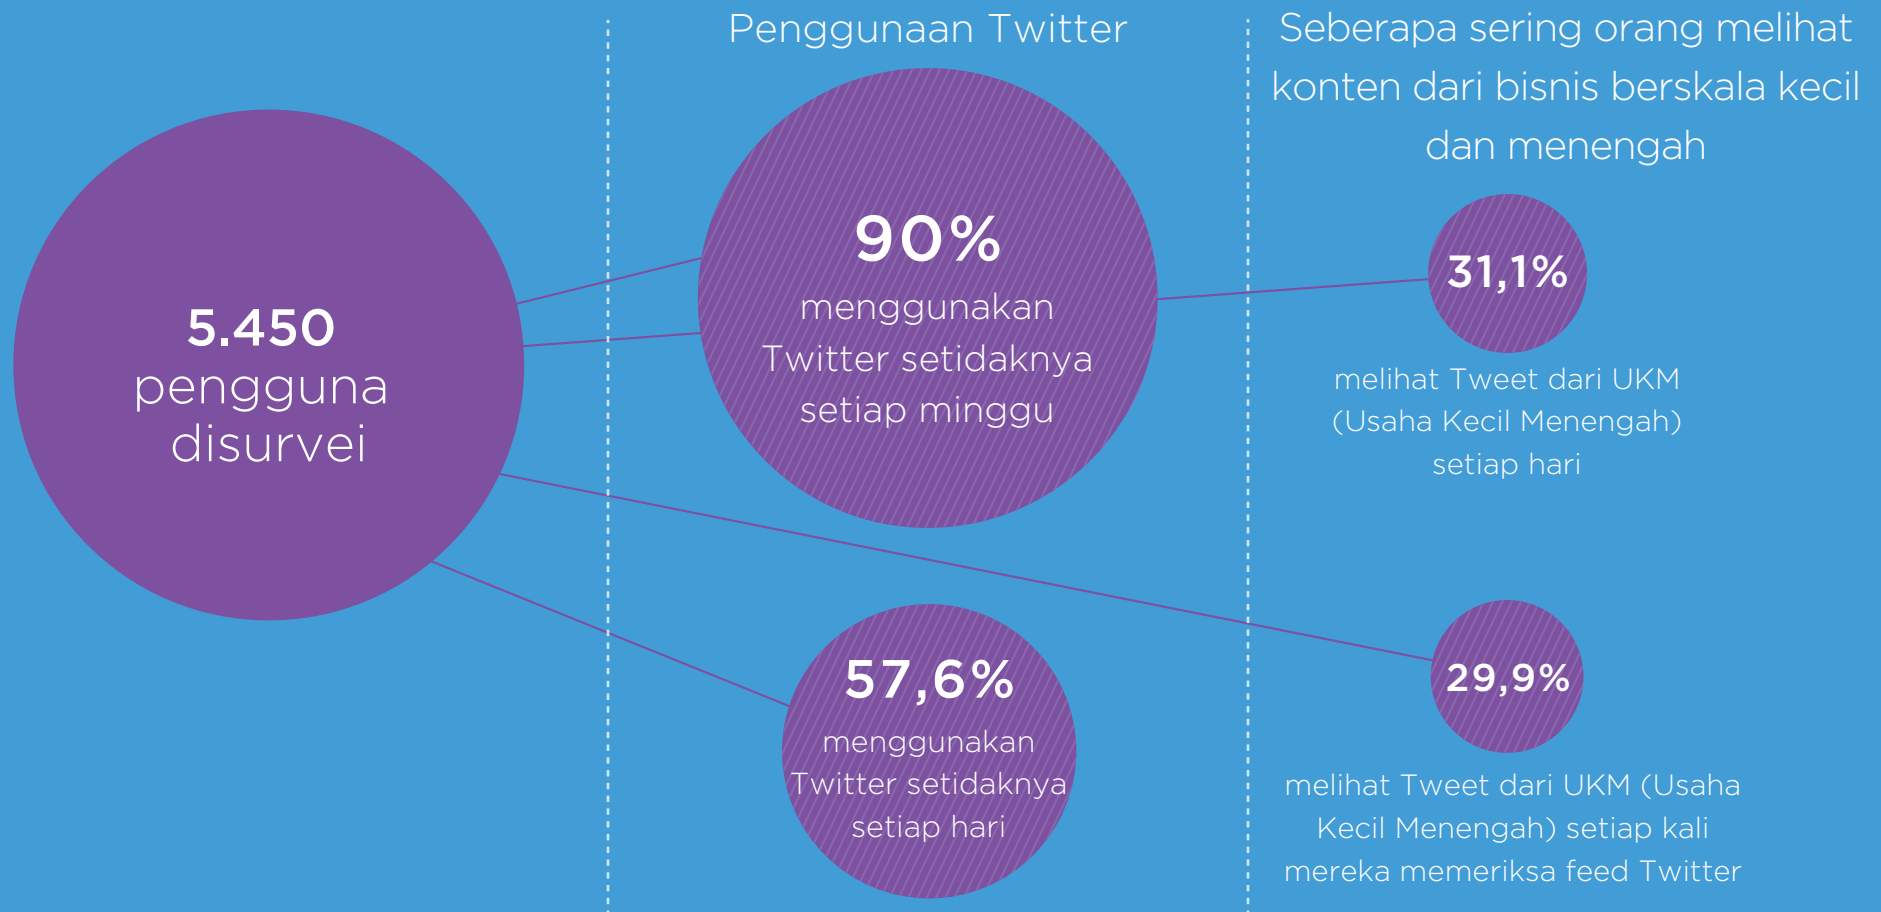 5.450
pengguna
disurvei
Penggunaan Twitter
90%
menggunakan
Twitter setidaknya
setiap minggu
57,6%
menggunakan
Twitter setidaknya
setiap hari
Seberapa sering orang melihat
konten dari bisnis berskala kecil
dan menengah
31,1%
melihat Tweet dari UKM
(Usaha Kecil Menengah)
setiap hari
29,9%
melihat Tweet dari UKM (Usaha
Kecil Menengah) setiap kali
mereka memeriksa feed Twitter